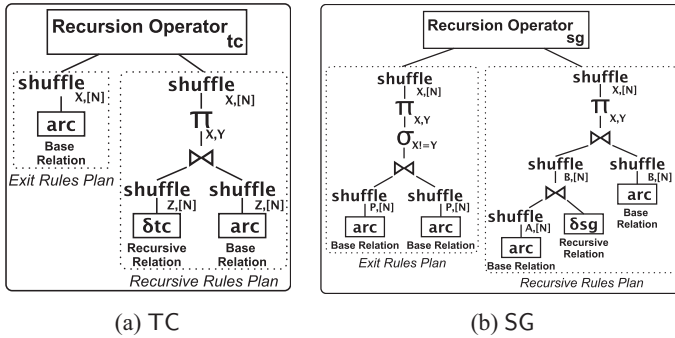 Recursion Operator tc
shuffle X,[N]
arc
Base
Relation
Exit Rules Plan
shuffle X,[N]
Π X,Y
⋈
shuffle Z,[N]
shuffle Z,[N]
δtc
arc
Recursive
Relation
Base
Relation
Recursive Rules Plan
(a) TC
Recursion Operator sg
shuffle X,[N]
Π X,Y
σ X!=Y
⋈
shuffle P,[N]
shuffle P,[N]
arc
arc
Base Relation
Base Relation
Exit Rules Plan
shuffle X,[N]
Π X,Y
⋈
shuffle B,[N]
shuffle B,[N]
⋈
arc
Base
Relation
shuffle A,[N]
δsg
arc
Recursive
Relation
Base Relation
Recursive Rules Plan
(b) SG